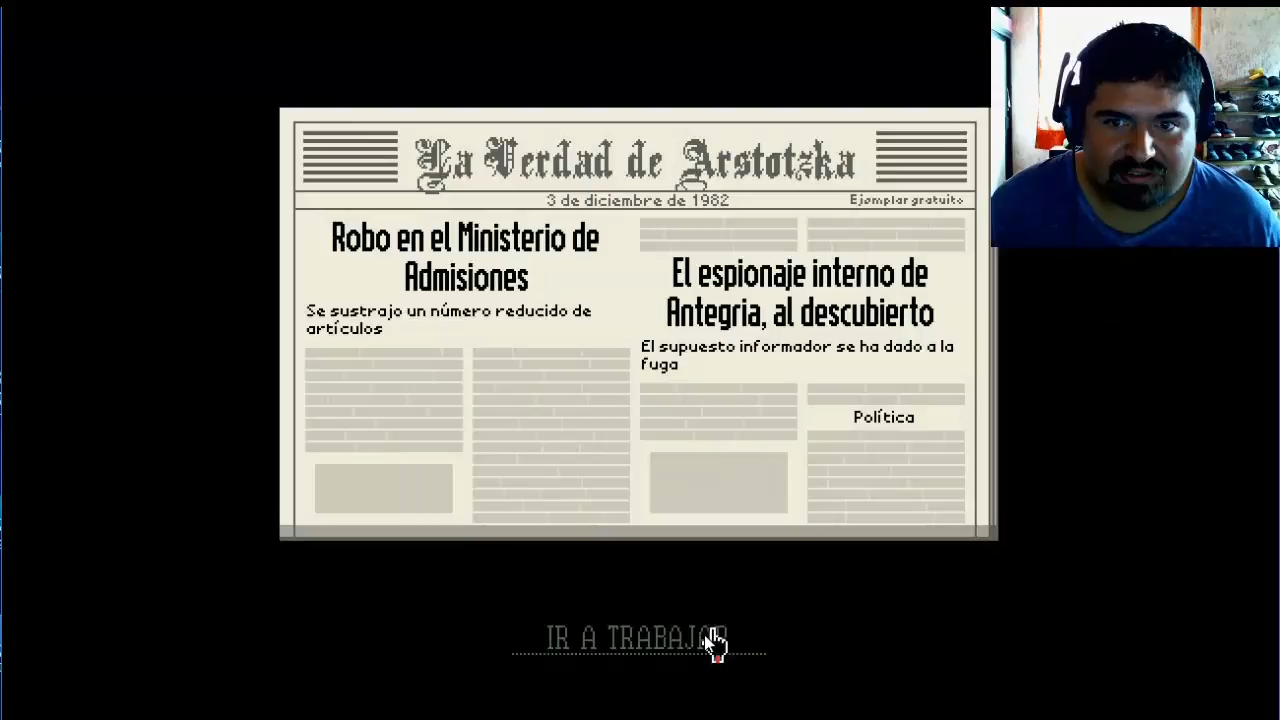 La Verdad de Arstotzka
3 de diciembre de 1982
Ejemplar gratuito
Robo en el Ministerio de
Admisiones
Se sustrajo un número reducido de
artículos
El espionaje interno de
Antegria, al descubierto
El supuesto informador se ha dado a la
fuga
Política
IR A TRABAJAR